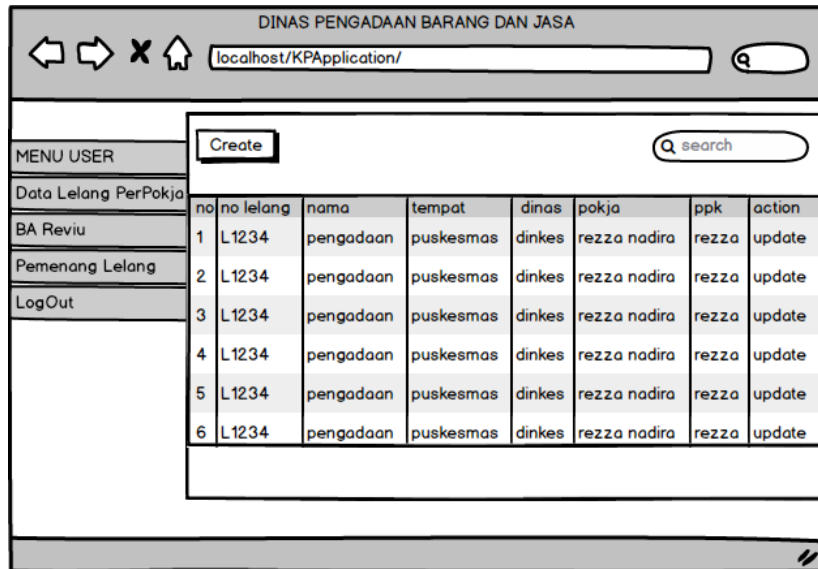 DINAS PENGADAAN BARANG DAN JASA
localhost/KPApplication/
MENU USER
Data Lelang PerPokja
BA Reviu
Pemenang Lelang
LogOut
Create
search
no no lelang nama tempat dinas pokja ppk action
1 L1234 pengadaan puskesmas dinkes rezza nadira rezza update
2 L1234 pengadaan puskesmas dinkes rezza nadira rezza update
3 L1234 pengadaan puskesmas dinkes rezza nadira rezza update
4 L1234 pengadaan puskesmas dinkes rezza nadira rezza update
5 L1234 pengadaan puskesmas dinkes rezza nadira rezza update
6 L1234 pengadaan puskesmas dinkes rezza nadira rezza update